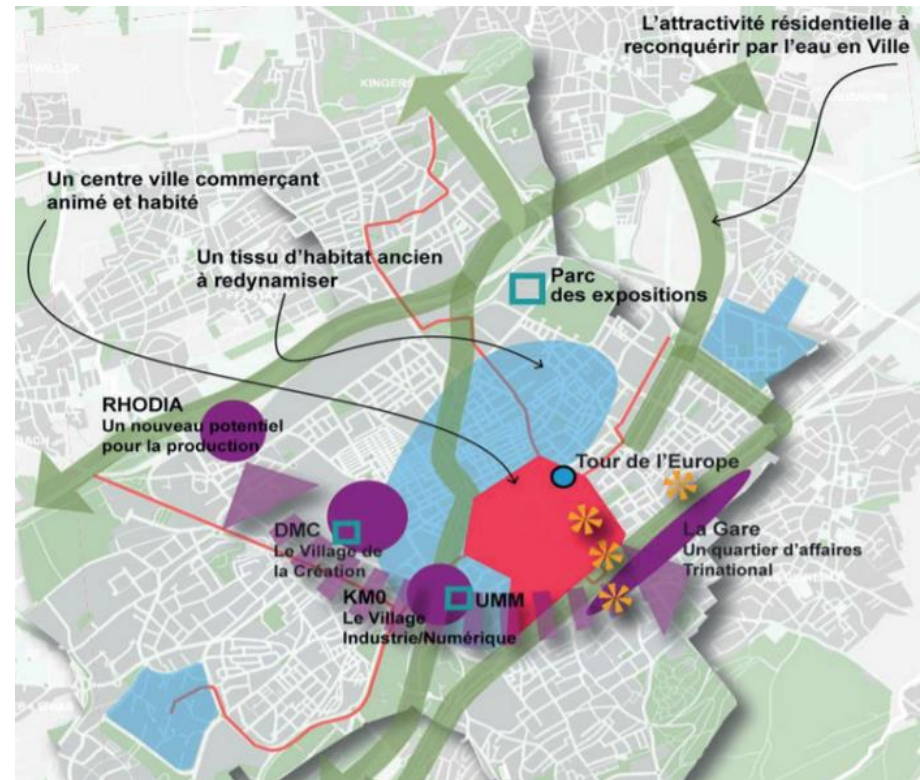 L'attractivité résidentielle à
reconquérir par l'eau en Ville
KINGERS
Un centre ville commerçant
animé et habité
Un tissu d'habitat ancien
à redynamiser
Parc
des expositions
RHODIA
Un nouveau potentiel
pour la production
Tour de l'Europe
DMC
Le Village de
la Création
La Gare
Un quartier d'affaires
Trinational
KM0
UMM
Le Village
Industrie/Numérique